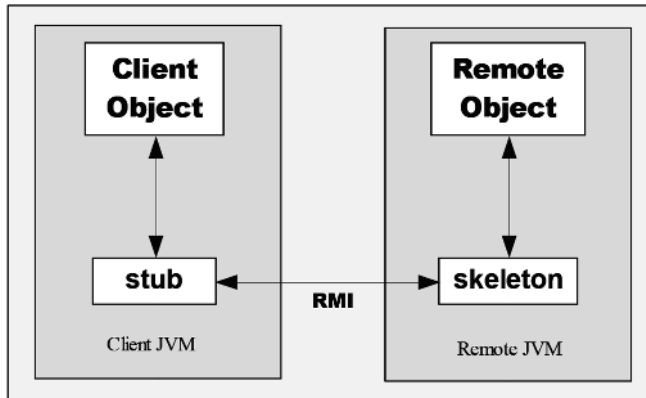 Client
Object
Remote
Object
stub
RMI
skeleton
Client JVM
Remote JVM